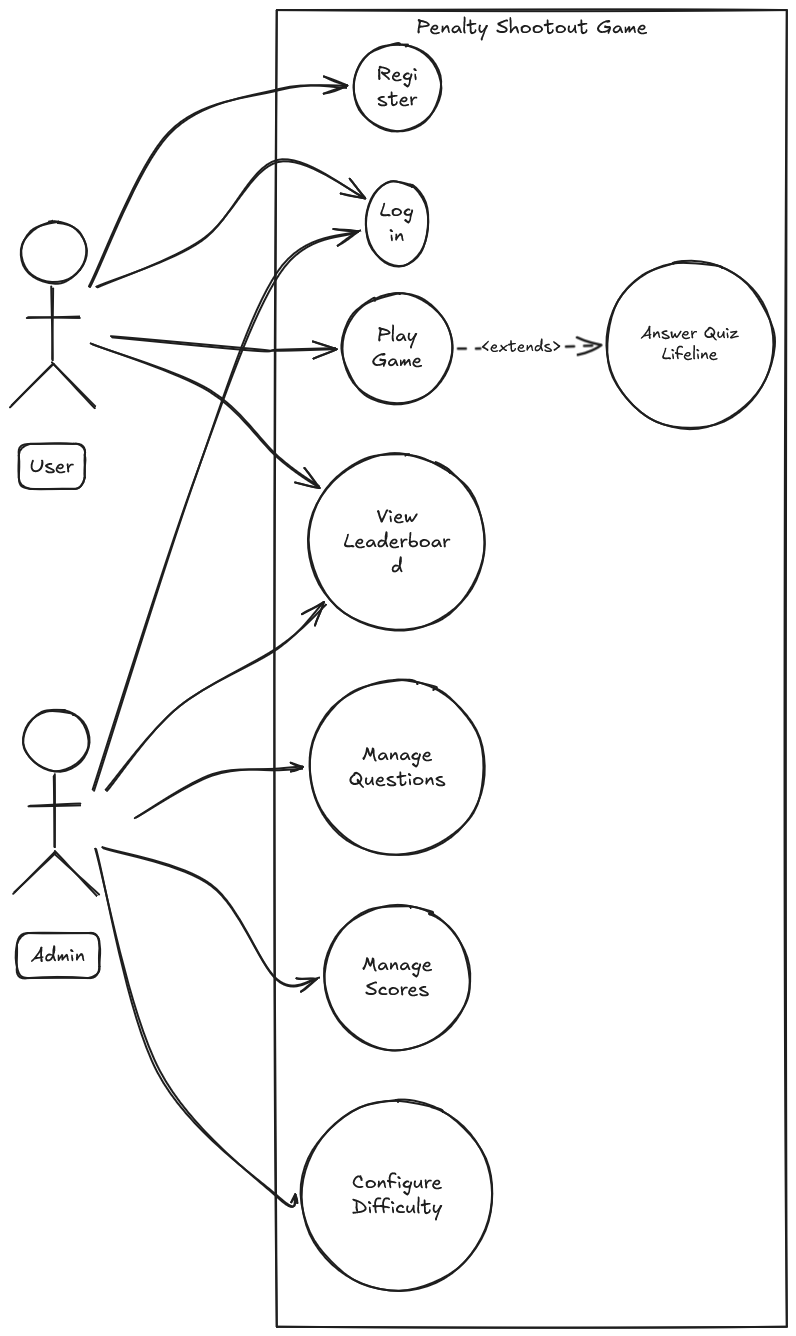 Penalty Shootout Game
Regi
ster
Log
in
Play
Game
<extends>
Answer Quiz
Lifeline
User
View
Leaderboar
d
Manage
Questions
Admin
Manage
Scores
Configure
Difficulty